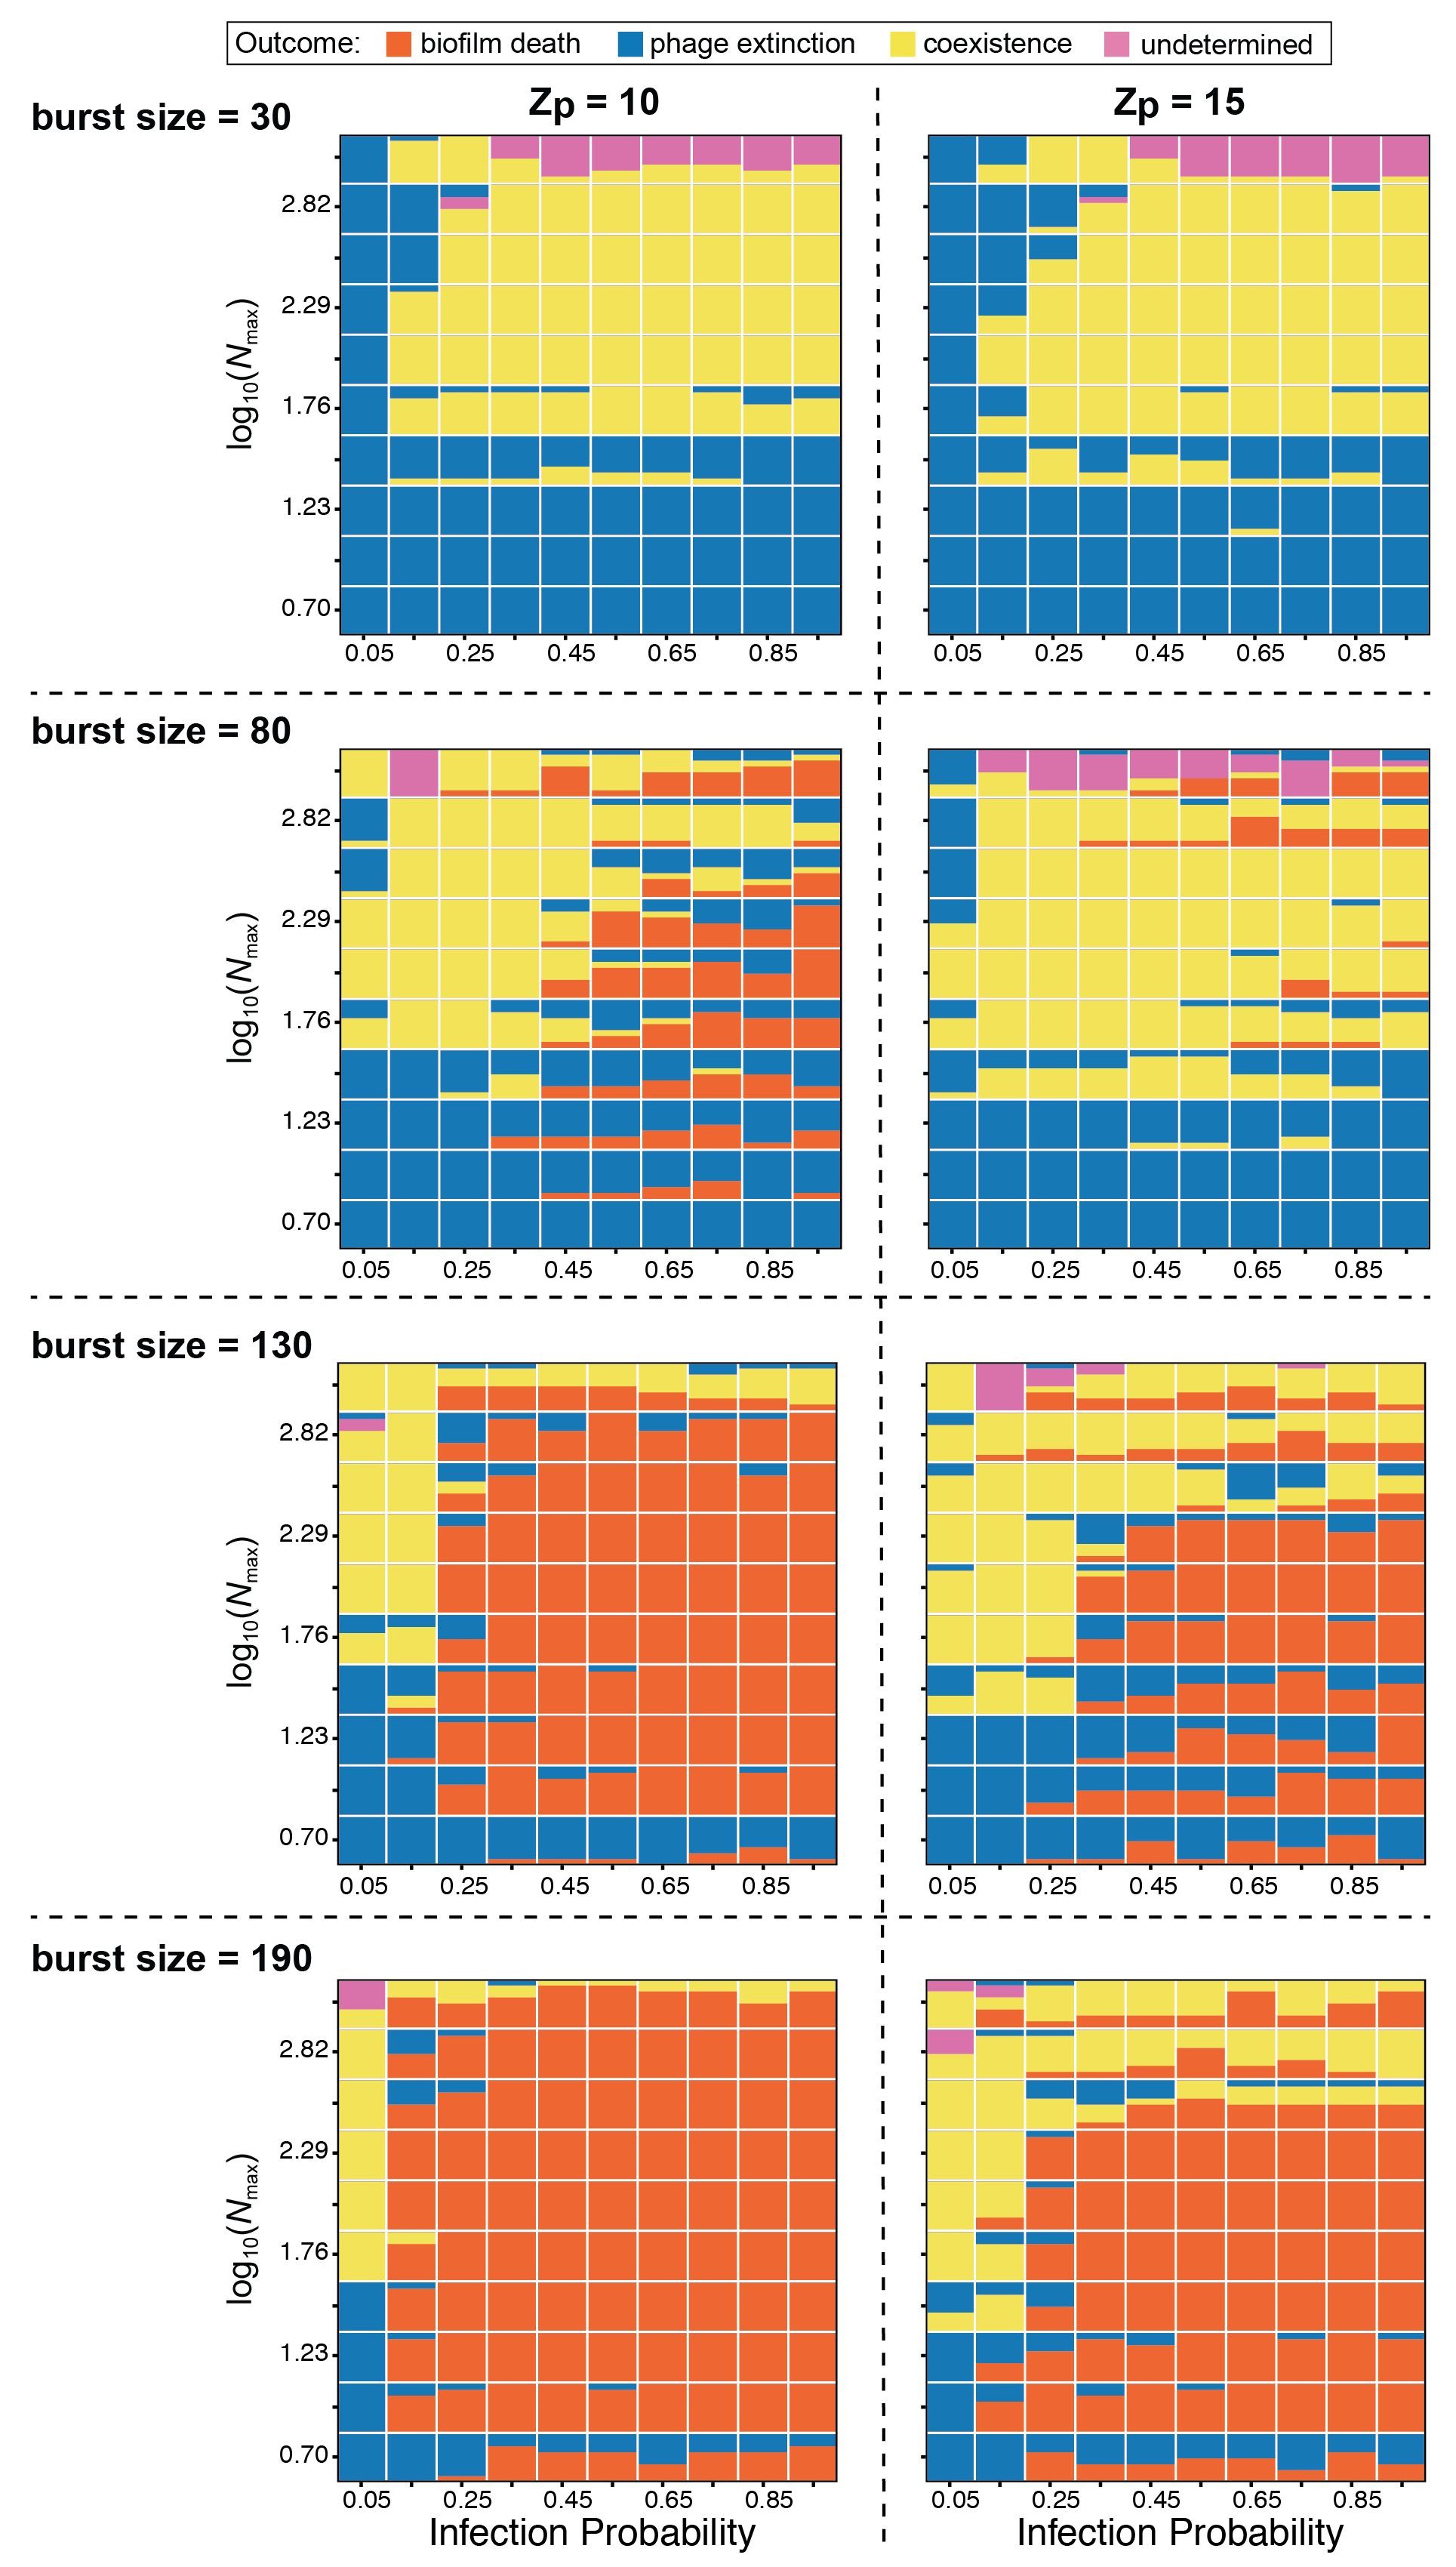 Outcome: biofilm death phage extinction coexistence undetermined
Zp = 10 Zp = 15
burst size = 30
log10(Nmax)
2.82
2.29
1.76
1.23
0.70
0.05 0.25 0.45 0.65 0.85
0.05 0.25 0.45 0.65 0.85
burst size = 80
log10(Nmax)
2.82
2.29
1.76
1.23
0.70
0.05 0.25 0.45 0.65 0.85
0.05 0.25 0.45 0.65 0.85
burst size = 130
log10(Nmax)
2.82
2.29
1.76
1.23
0.70
0.05 0.25 0.45 0.65 0.85
0.05 0.25 0.45 0.65 0.85
burst size = 190
log10(Nmax)
2.82
2.29
1.76
1.23
0.70
0.05 0.25 0.45 0.65 0.85
0.05 0.25 0.45 0.65 0.85
Infection Probability Infection Probability